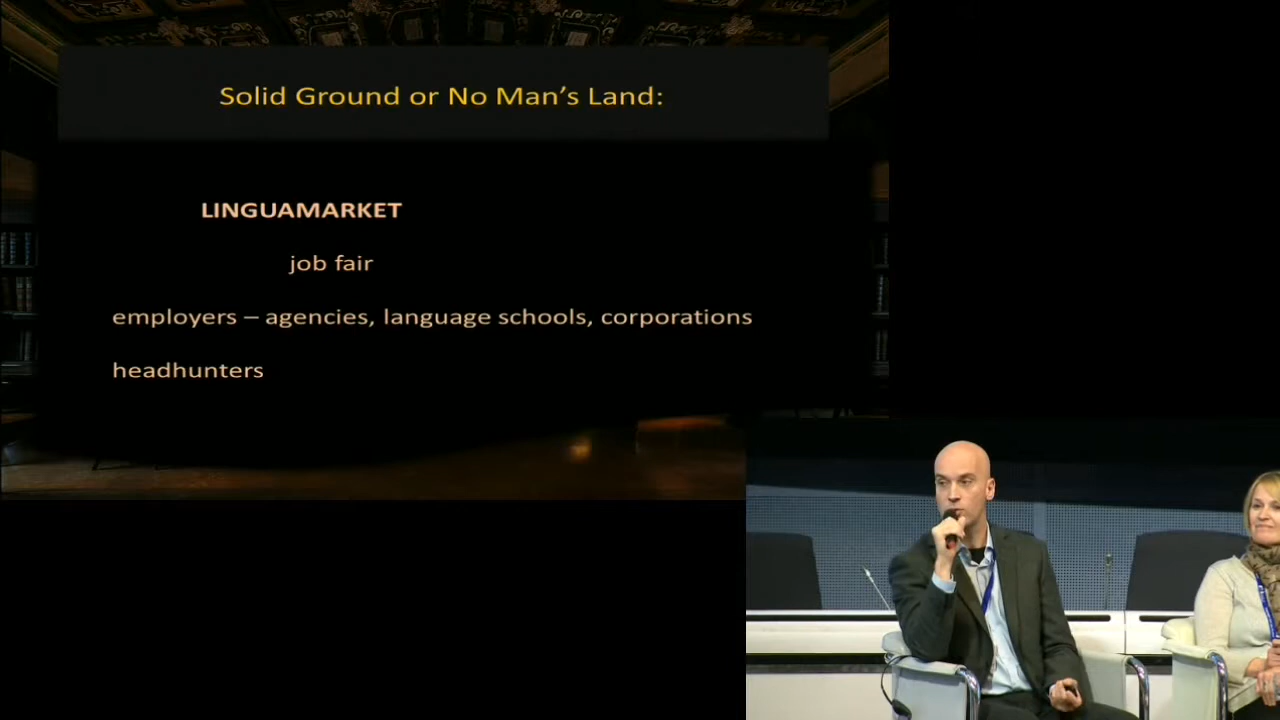 Solid Ground or No Man's Land:
LINGUAMARKET
job fair
employers – agencies, language schools, corporations
headhunters